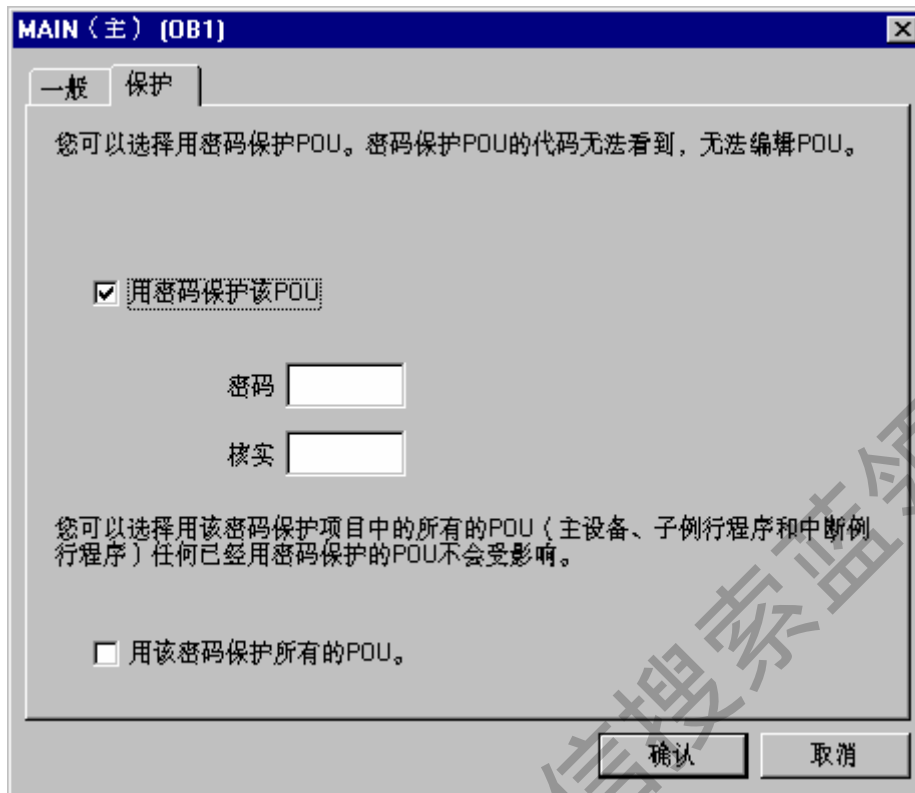 MAIN（主） (OB1)
一般 保护
您可以选择用密码保护POU。密码保护POU的代码无法看到，无法编辑POU。
用密码保护该POU
密码
核实
您可以选择用该密码保护项目中的所有的POU（主设备、子例行程序和中断例
行程序）任何已经用密码保护的POU不会受影响。
用该密码保护所有的POU。
确认 取消
信搜索蓝领